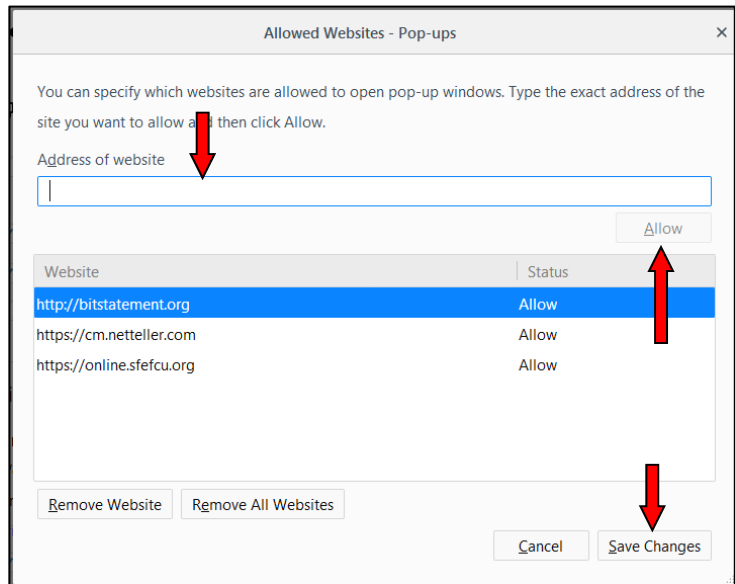 Allowed Websites - Pop-ups
You can specify which websites are allowed to open pop-up windows. Type the exact address of the
site you want to allow and then click Allow.
Address of website
Allow
Website Status
http://bitstatement.org Allow
https://cm.netteller.com Allow
https://online.sfefcu.org Allow
Remove Website Remove All Websites
Cancel Save Changes